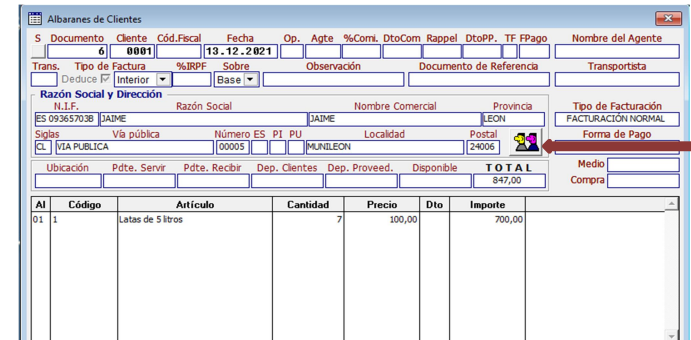 Albaranes de Clientes
S Documento Cliente Cód.Fiscal Fecha Op. Agte %Comi. DtoCom Rappel DtoPP. TF FPago Nombre del Agente
6 0001 13.12.2021
Trans. Tipo de Factura %IRPF Sobre Observación Documento de Referencia Transportista
Deduce Interior Base
Razón Social y Dirección
N.I.F. Razón Social Nombre Comercial Provincia Tipo de Facturación
ES 09365703B JAIME JAIME LEON FACTURACIÓN NORMAL
Siglas Vía pública Número ES PI PU Localidad Postal Forma de Pago
CL VIA PUBLICA 00005 MUNILEON 24006
Ubicación Pdte. Servir Pdte. Recibir Dep. Clientes Dep. Proveed. Disponible TOTAL Medio
847,00 Compra
Al Código Artículo Cantidad Precio Dto Importe
01 1 Latas de 5 litros 7 100,00 700,00